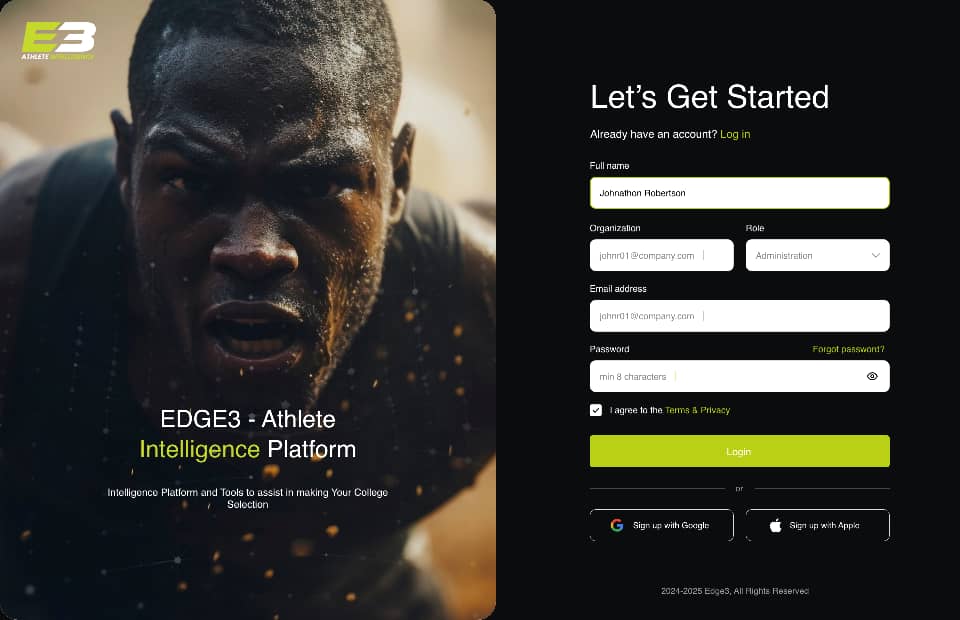 E3
ATHLETE INTELLIGENCE
EDGE3 - Athlete
Intelligence Platform
Intelligence Platform and Tools to assist in making Your College
Selection
Let’s Get Started
Already have an account? Log in
Full name
Johnathon Robertson
Organization Role
johnr01@company.com Administration
Email address
johnr01@company.com
Password Forgot password?
min 8 characters
I agree to the Terms & Privacy
Login
or
Sign up with Google Sign up with Apple
2024-2025 Edge3, All Rights Reserved